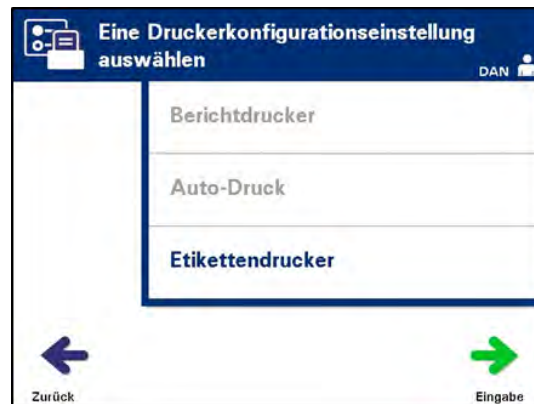 Eine Druckerkonfigurationseinstellung
auswählen
DAN
Berichtdrucker
Auto-Druck
Etikettendrucker
Zurück
Eingabe